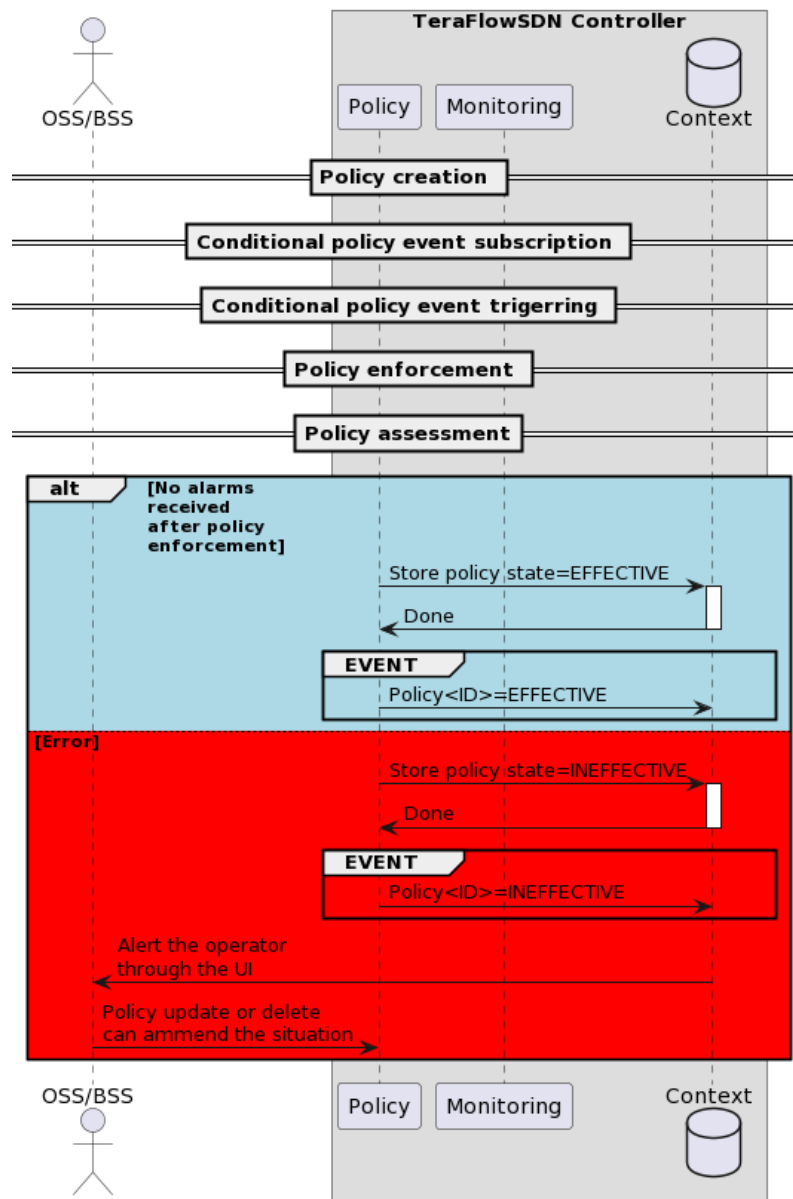 TeraFlowSDN Controller
OSS/BSS
Policy
Monitoring
Context
Policy creation
Conditional policy event subscription
Conditional policy event trigerring
Policy enforcement
Policy assessment
alt
[No alarms
received
after policy
enforcement]
Store policy state=EFFECTIVE
Done
EVENT
Policy<ID>=EFFECTIVE
[Error]
Store policy state=INEFFECTIVE
Done
EVENT
Policy<ID>=INEFFECTIVE
Alert the operator
through the UI
Policy update or delete
can ammend the situation
OSS/BSS
Policy
Monitoring
Context